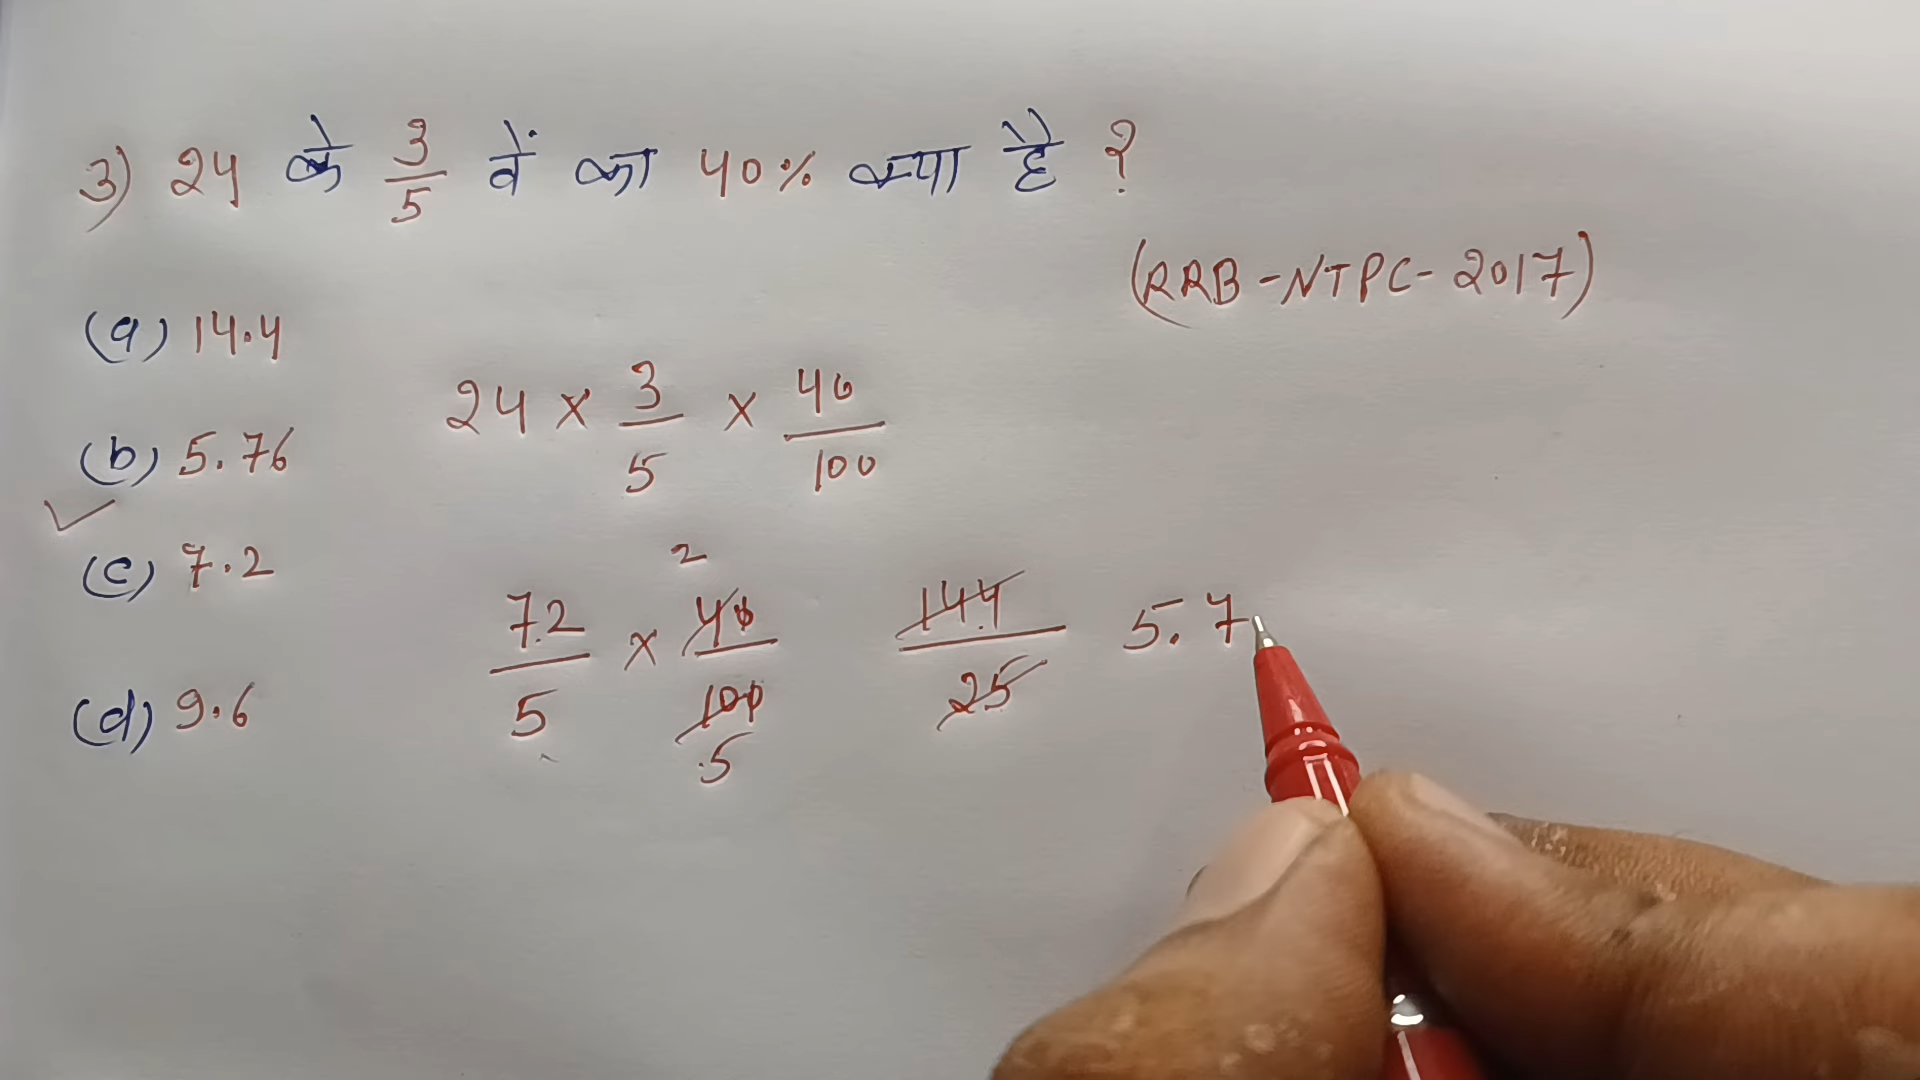 3) 24 के 3/5 वें का 40% क्या है ?
(RRB-NTPC-2017)
(a) 14.4
24 × 3/5 × 40/100
(b) 5.76
(c) 7.2
2
72/5 × 40/100
5
144/25 5.7
(d) 9.6